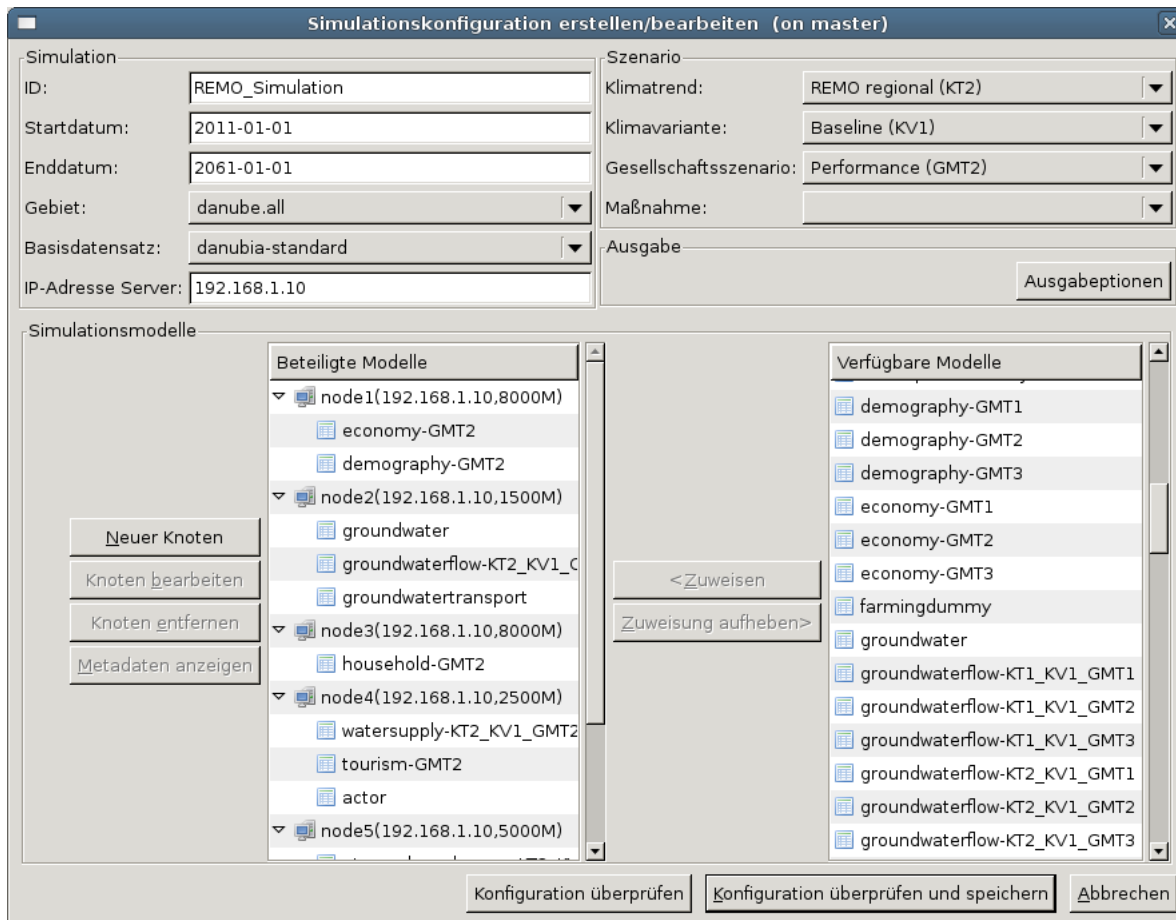 Simulationskonfiguration erstellen/bearbeiten (on master)
Simulation
ID: REMO_Simulation
Startdatum: 2011-01-01
Enddatum: 2061-01-01
Gebiet: danube.all
Basisdatensatz: danubia-standard
IP-Adresse Server: 192.168.1.10
Szenario
Klimatrend: REMO regional (KT2)
Klimavariante: Baseline (KV1)
Gesellschaftsszenario: Performance (GMT2)
Maßnahme:
Ausgabe
Ausgabeptionen
Simulationsmodelle
Neuer Knoten
Knoten bearbeiten
Knoten entfernen
Metadaten anzeigen
Beteiligte Modelle
node1(192.168.1.10,8000M)
economy-GMT2
demography-GMT2
node2(192.168.1.10,1500M)
groundwater
groundwaterflow-KT2_KV1_G
groundwatertransport
node3(192.168.1.10,8000M)
household-GMT2
node4(192.168.1.10,2500M)
watersupply-KT2_KV1_GMT2
tourism-GMT2
actor
node5(192.168.1.10,5000M)
<Zuweisen
Zuweisung aufheben>
Verfügbare Modelle
demography-GMT1
demography-GMT2
demography-GMT3
economy-GMT1
economy-GMT2
economy-GMT3
farmingdummy
groundwater
groundwaterflow-KT1_KV1_GMT1
groundwaterflow-KT1_KV1_GMT2
groundwaterflow-KT1_KV1_GMT3
groundwaterflow-KT2_KV1_GMT1
groundwaterflow-KT2_KV1_GMT2
groundwaterflow-KT2_KV1_GMT3
Konfiguration überprüfen
Konfiguration überprüfen und speichern
Abbrechen